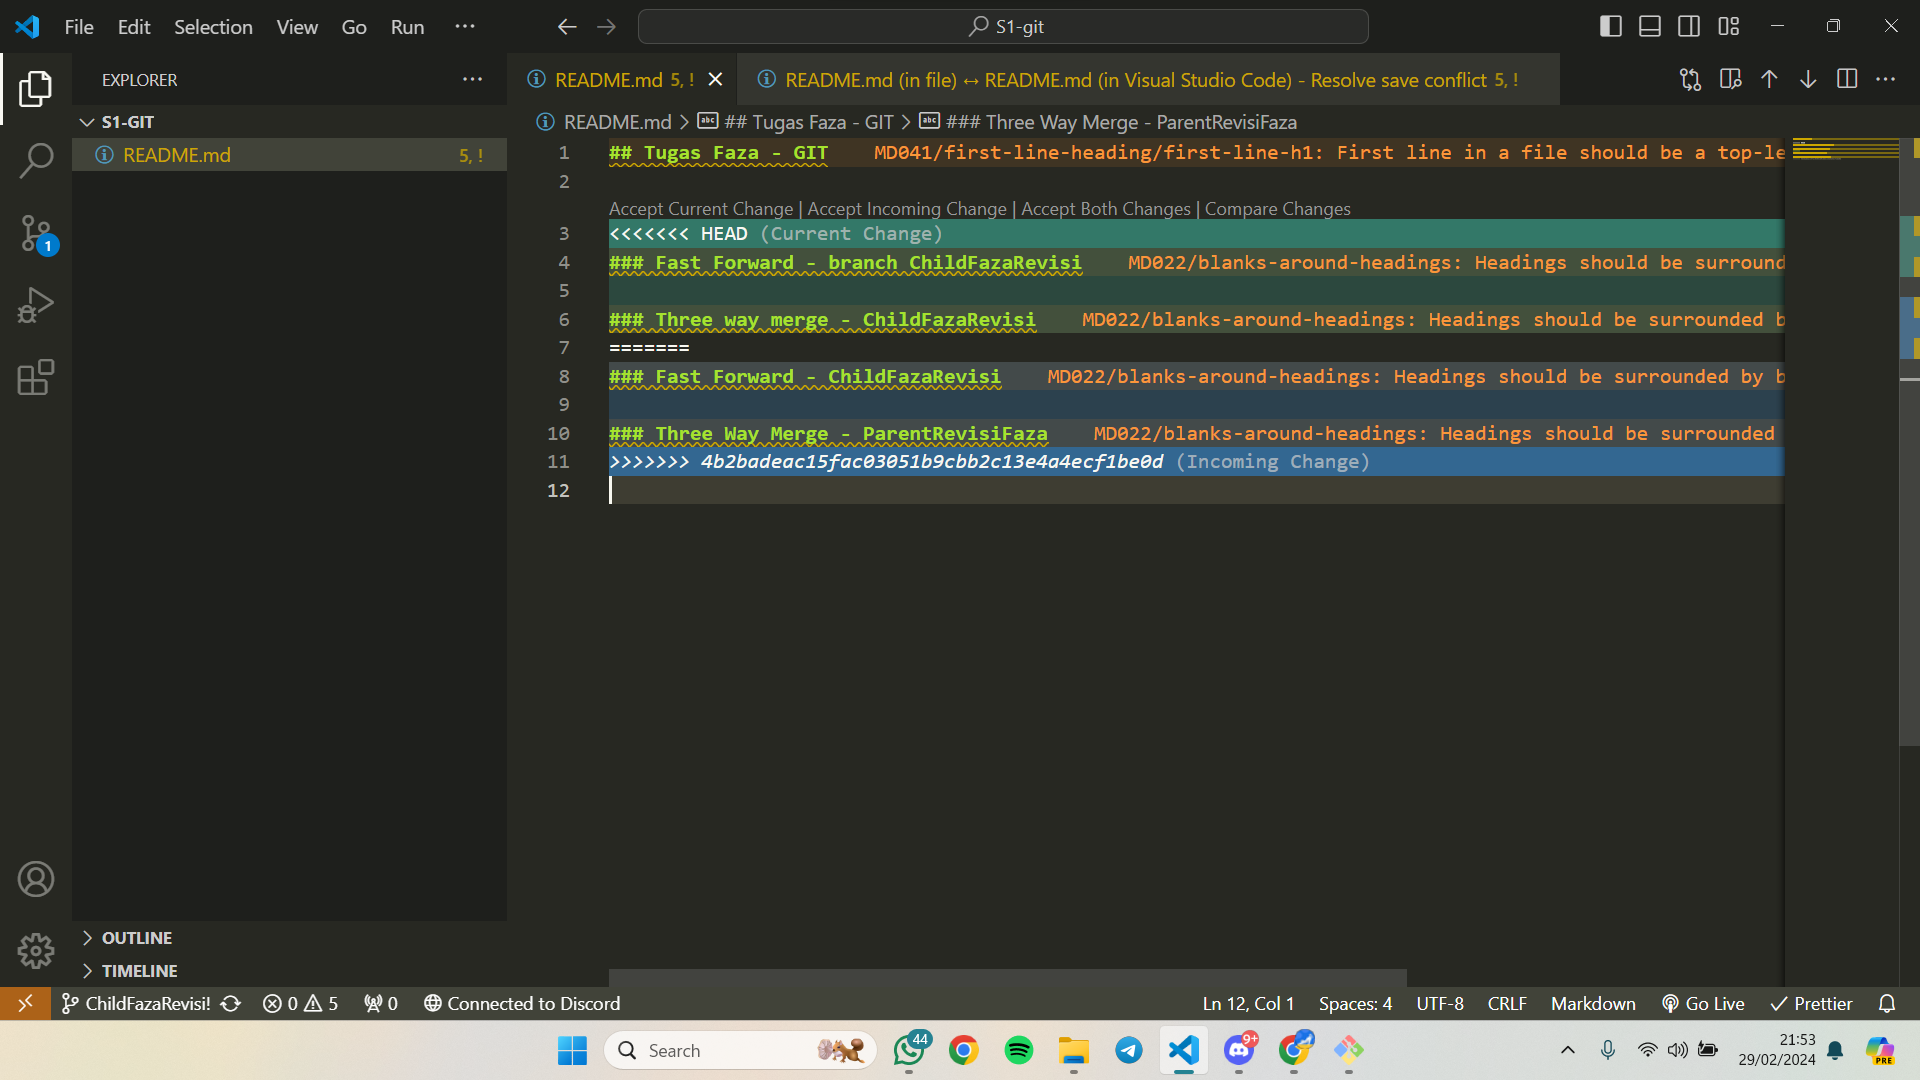 File Edit Selection View Go Run ···
S1-git
EXPLORER ···
README.md 5, !
README.md (in file) ↔ README.md (in Visual Studio Code) - Resolve save conflict 5, !
S1-GIT
README.md 5, !
README.md > ## Tugas Faza - GIT > ### Three Way Merge - ParentRevisiFaza
1 ## Tugas Faza - GIT MD041/first-line-heading/first-line-h1: First line in a file should be a top-le
2
Accept Current Change | Accept Incoming Change | Accept Both Changes | Compare Changes
3 <<<<<<< HEAD (Current Change)
4 ### Fast Forward - branch ChildFazaRevisi MD022/blanks-around-headings: Headings should be surround
5
6 ### Three way merge - ChildFazaRevisi MD022/blanks-around-headings: Headings should be surrounded b
7 =======
8 ### Fast Forward - ChildFazaRevisi MD022/blanks-around-headings: Headings should be surrounded by b
9
10 ### Three Way Merge - ParentRevisiFaza MD022/blanks-around-headings: Headings should be surrounded
11 >>>>>>> 4b2badeac15fac03051b9cbb2c13e4a4ecf1be0d (Incoming Change)
12
1
OUTLINE
TIMELINE
ChildFazaRevisi! 0 5 0 Connected to Discord Ln 12, Col 1 Spaces: 4 UTF-8 CRLF Markdown Go Live Prettier
Search 44 9+ PRE
21:53
29/02/2024